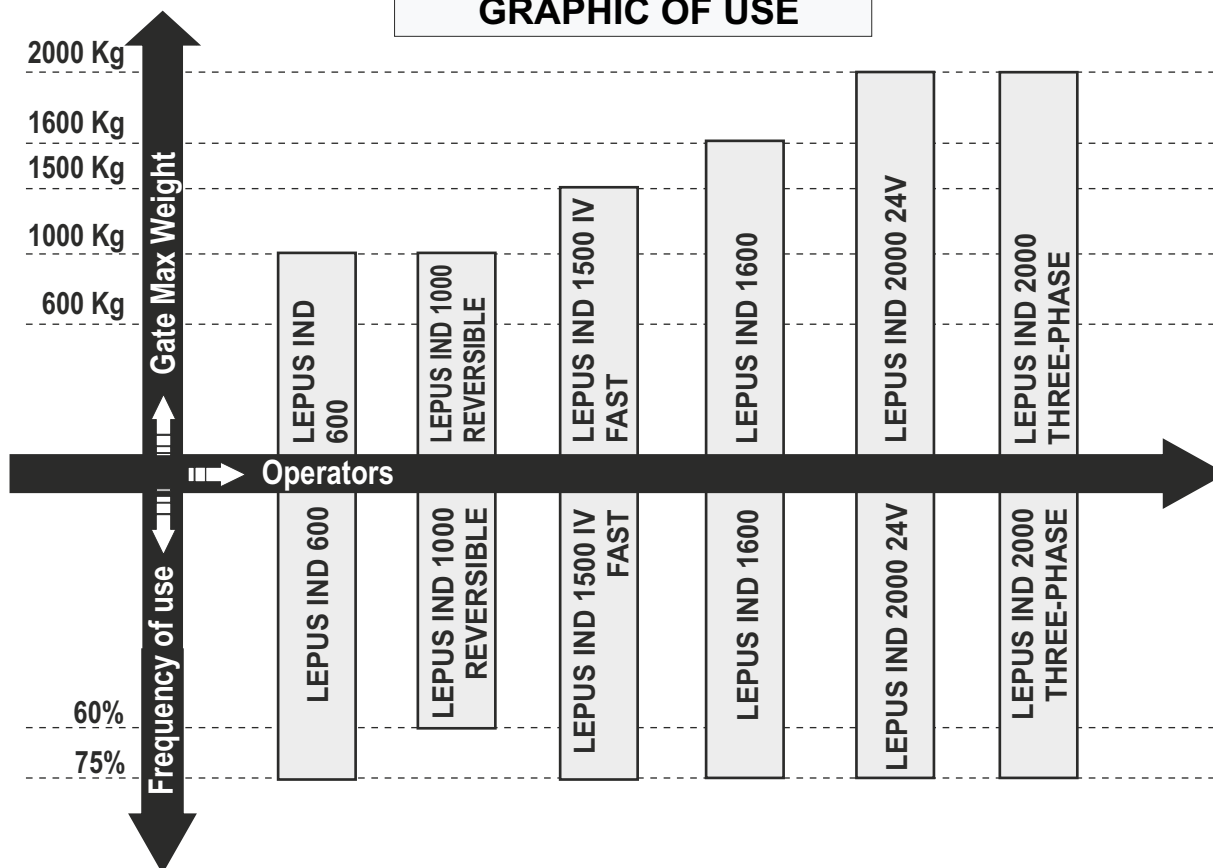 GRAPHIC OF USE
2000 Kg
1600 Kg
1500 Kg
1000 Kg
600 Kg
Gate Max Weight
LEPUS IND
600
LEPUS IND 1000
REVERSIBLE
LEPUS IND 1500 IV
FAST
LEPUS IND 1600
LEPUS IND 2000 24V
LEPUS IND 2000
THREE-PHASE
Operators
Frequency of use
60%
75%
LEPUS IND 600
LEPUS IND 1000
REVERSIBLE
LEPUS IND 1500 IV
FAST
LEPUS IND 1600
LEPUS IND 2000 24V
LEPUS IND 2000
THREE-PHASE